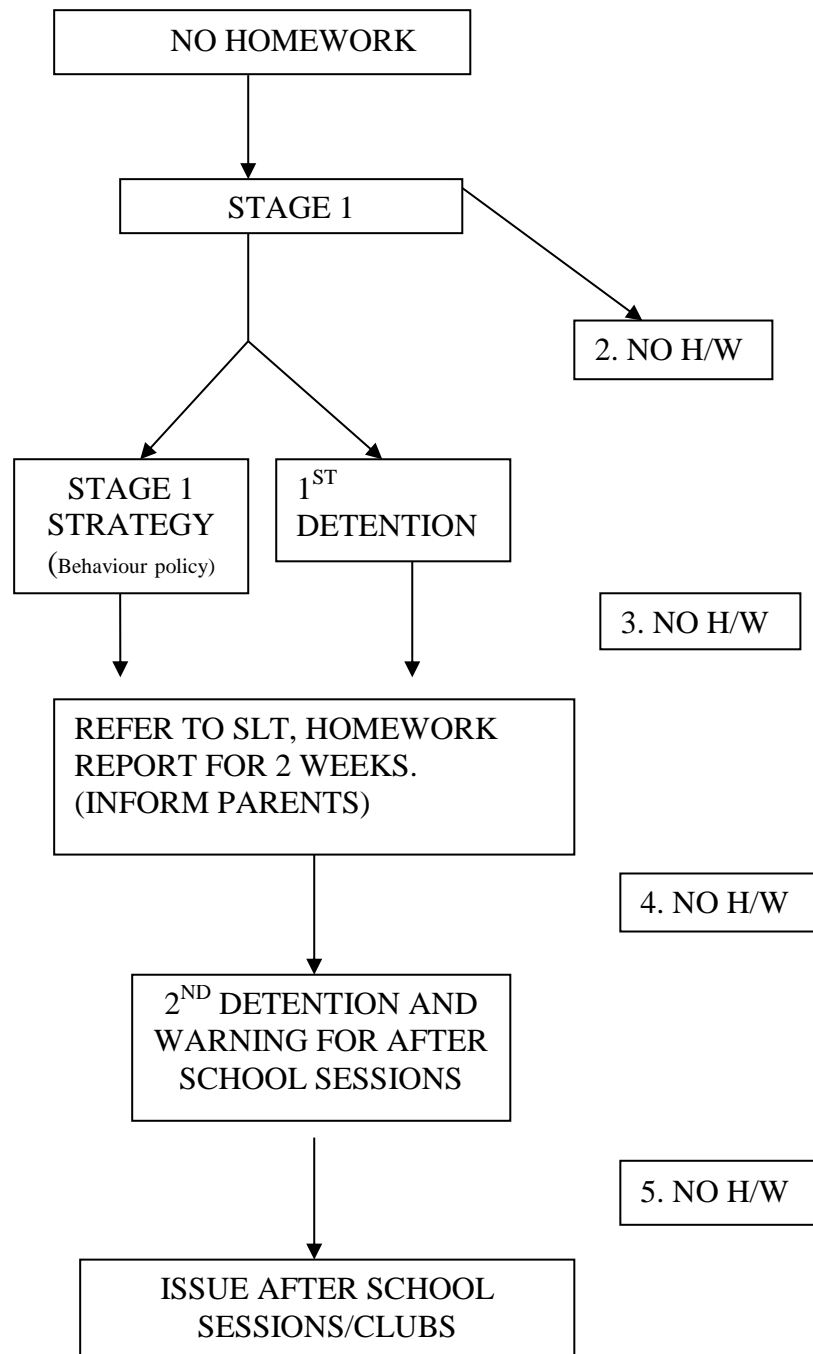 NO HOMEWORK
STAGE 1
2. NO H/W
STAGE 1
STRATEGY
(Behaviour policy)
1ST
DETENTION
3. NO H/W
REFER TO SLT, HOMEWORK
REPORT FOR 2 WEEKS.
(INFORM PARENTS)
4. NO H/W
2ND DETENTION AND
WARNING FOR AFTER
SCHOOL SESSIONS
5. NO H/W
ISSUE AFTER SCHOOL
SESSIONS/CLUBS